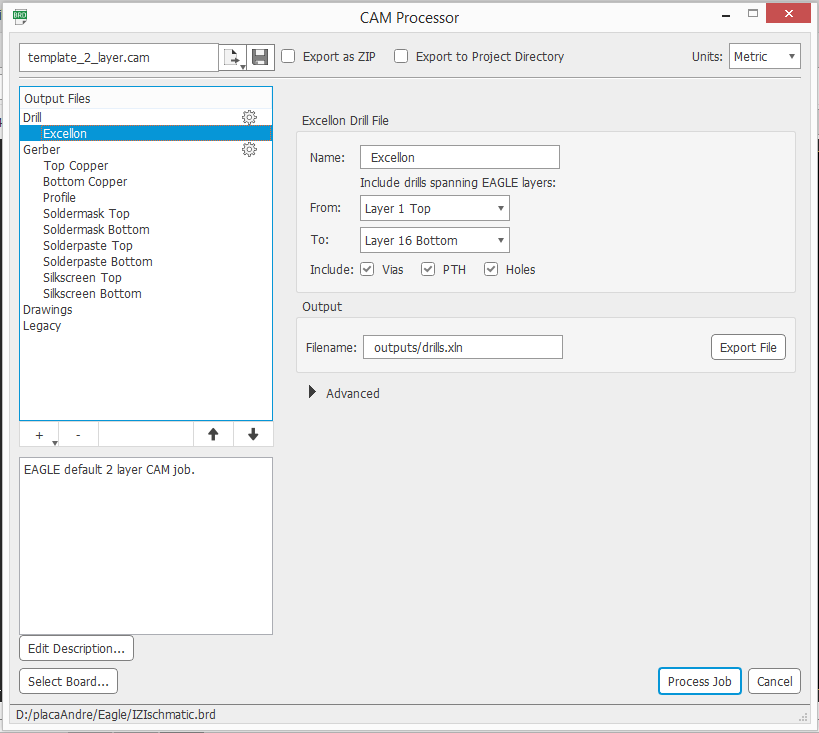 BRD
CAM Processor
template_2_layer.cam
Export as ZIP
Export to Project Directory
Units:
Metric
Output Files
Drill
Excellon
Gerber
Top Copper
Bottom Copper
Profile
Soldermask Top
Soldermask Bottom
Solderpaste Top
Solderpaste Bottom
Silkscreen Top
Silkscreen Bottom
Drawings
Legacy
+
-
EAGLE default 2 layer CAM job.
Edit Description...
Select Board...
Excellon Drill File
Name: Excellon
Include drills spanning EAGLE layers:
From: Layer 1 Top
To: Layer 16 Bottom
Include: Vias PTH Holes
Output
Filename: outputs/drills.xln
Export File
Advanced
Process Job
Cancel
D:/placaAndre/Eagle/IZIschmatic.brd